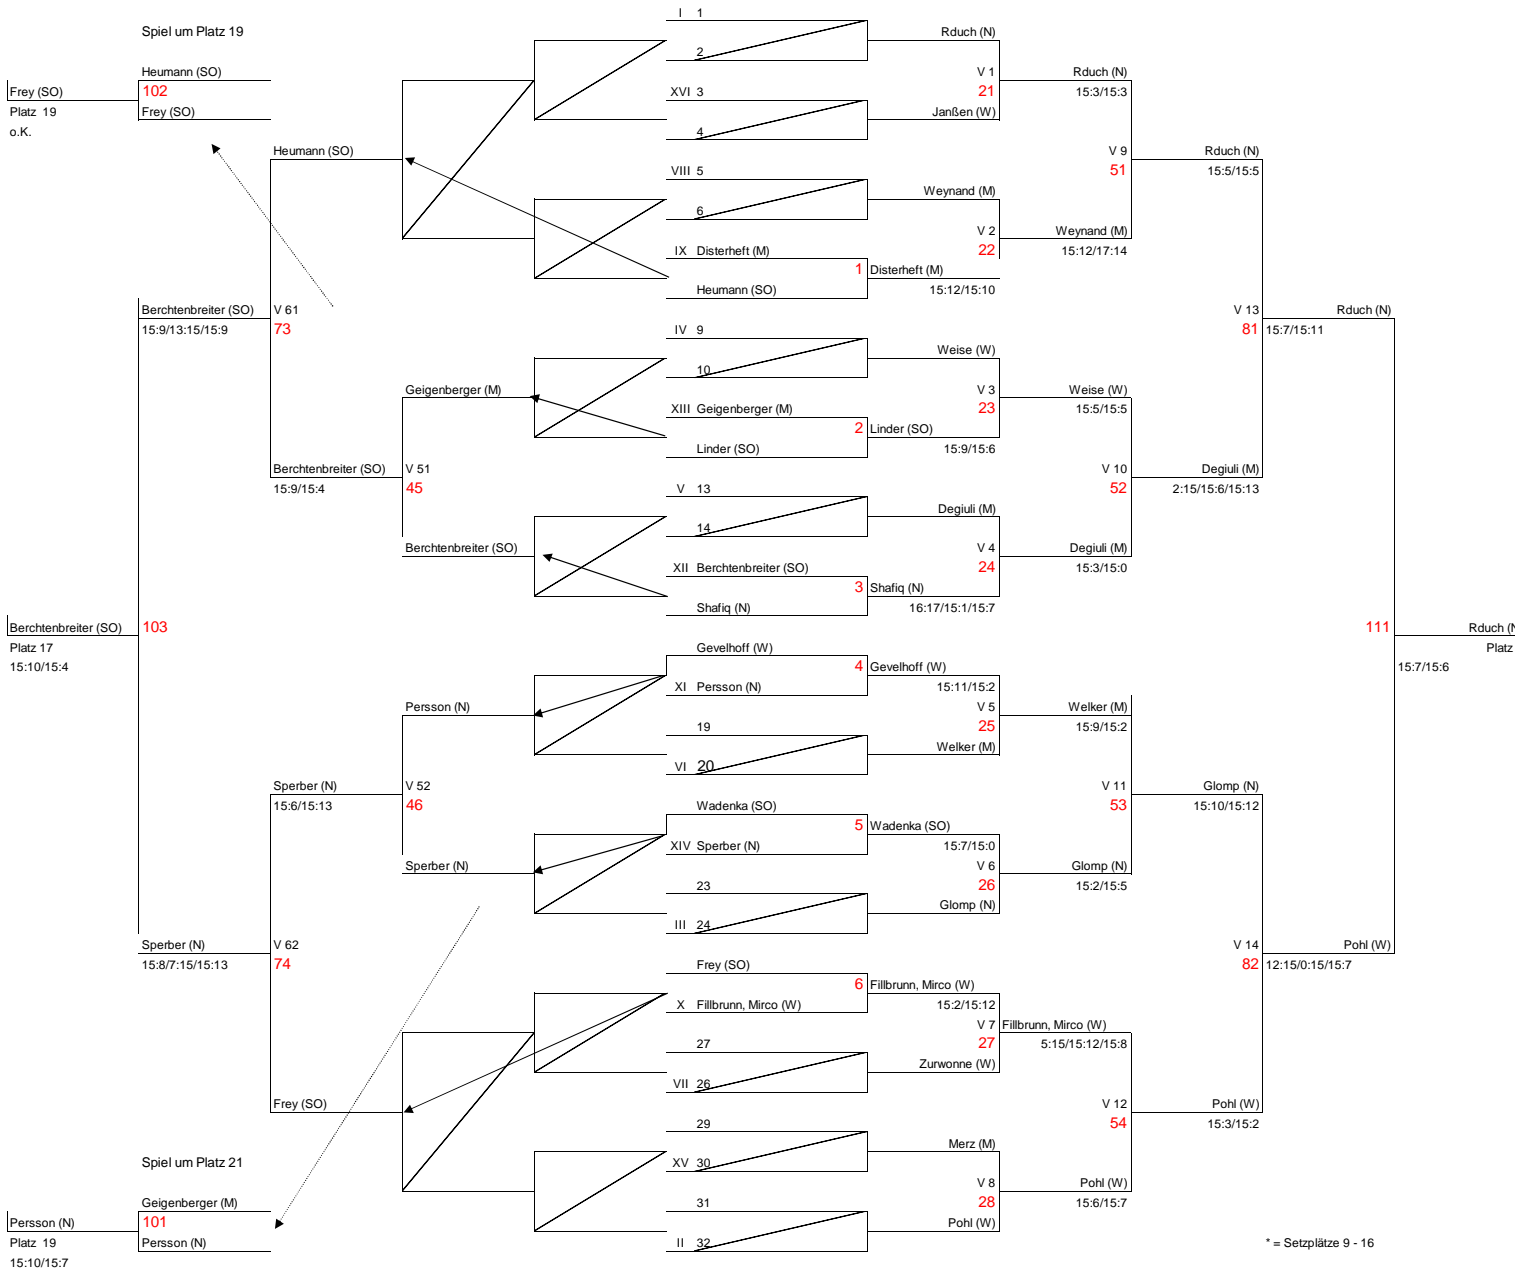 I 1
Spiel um Platz 19
Rduch (N)
2
Heumann (SO)
V 1
Rduch (N)
Frey (SO)
102
XVI 3
21
15:3/15:3
Platz 19
Frey (SO)
Janßen (W)
o.K.
4
Heumann (SO)
V 9
Rduch (N)
VIII 5
51
15:5/15:5
Weynand (M)
6
V 2
Weynand (M)
IX Disterheft (M)
22
15:12/17:14
1
Disterheft (M)
Heumann (SO)
15:12/15:10
Berchtenbreiter (SO)
V 61
V 13
Rduch (N)
15:9/13:15/15:9
73
IV 9
81
15:7/15:11
Weise (W)
10
Geigenberger (M)
V 3
Weise (W)
XIII Geigenberger (M)
23
15:5/15:5
2
Linder (SO)
Linder (SO)
15:9/15:6
Berchtenbreiter (SO)
V 51
V 10
Degiuli (M)
15:9/15:4
45
V 13
52
2:15/15:6/15:13
Degiuli (M)
14
Berchtenbreiter (SO)
V 4
Degiuli (M)
XII Berchtenbreiter (SO)
24
15:3/15:0
3
Shafiq (N)
Shafiq (N)
16:17/15:1/15:7
Berchtenbreiter (SO)
103
111
Rduch (N
Platz 17
Gevelhoff (W)
Platz
15:10/15:4
4
Gevelhoff (W)
15:7/15:6
XI Persson (N)
15:11/15:2
Persson (N)
V 5
Welker (M)
19
25
15:9/15:2
Welker (M)
VI 20
Sperber (N)
V 52
V 11
Glomp (N)
15:6/15:13
46
Wadenka (SO)
53
15:10/15:12
5
Wadenka (SO)
XIV Sperber (N)
15:7/15:0
Sperber (N)
V 6
Glomp (N)
23
26
15:2/15:5
Glomp (N)
III 24
Sperber (N)
V 62
V 14
Pohl (W)
15:8/7:15/15:13
74
Frey (SO)
82
12:15/0:15/15:7
6
Fillbrunn, Mirco (W)
X Fillbrunn, Mirco (W)
15:2/15:12
V 7
Fillbrunn, Mirco (W)
27
27
5:15/15:12/15:8
Zurwonne (W)
VII 26
Frey (SO)
V 12
Pohl (W)
29
54
15:3/15:2
Merz (M)
Spiel um Platz 21
XV 30
V 8
Pohl (W)
Geigenberger (M)
31
28
15:6/15:7
Persson (N)
101
Pohl (W)
Platz 19
Persson (N)
II 32
* = Setzplätze 9 - 16
15:10/15:7